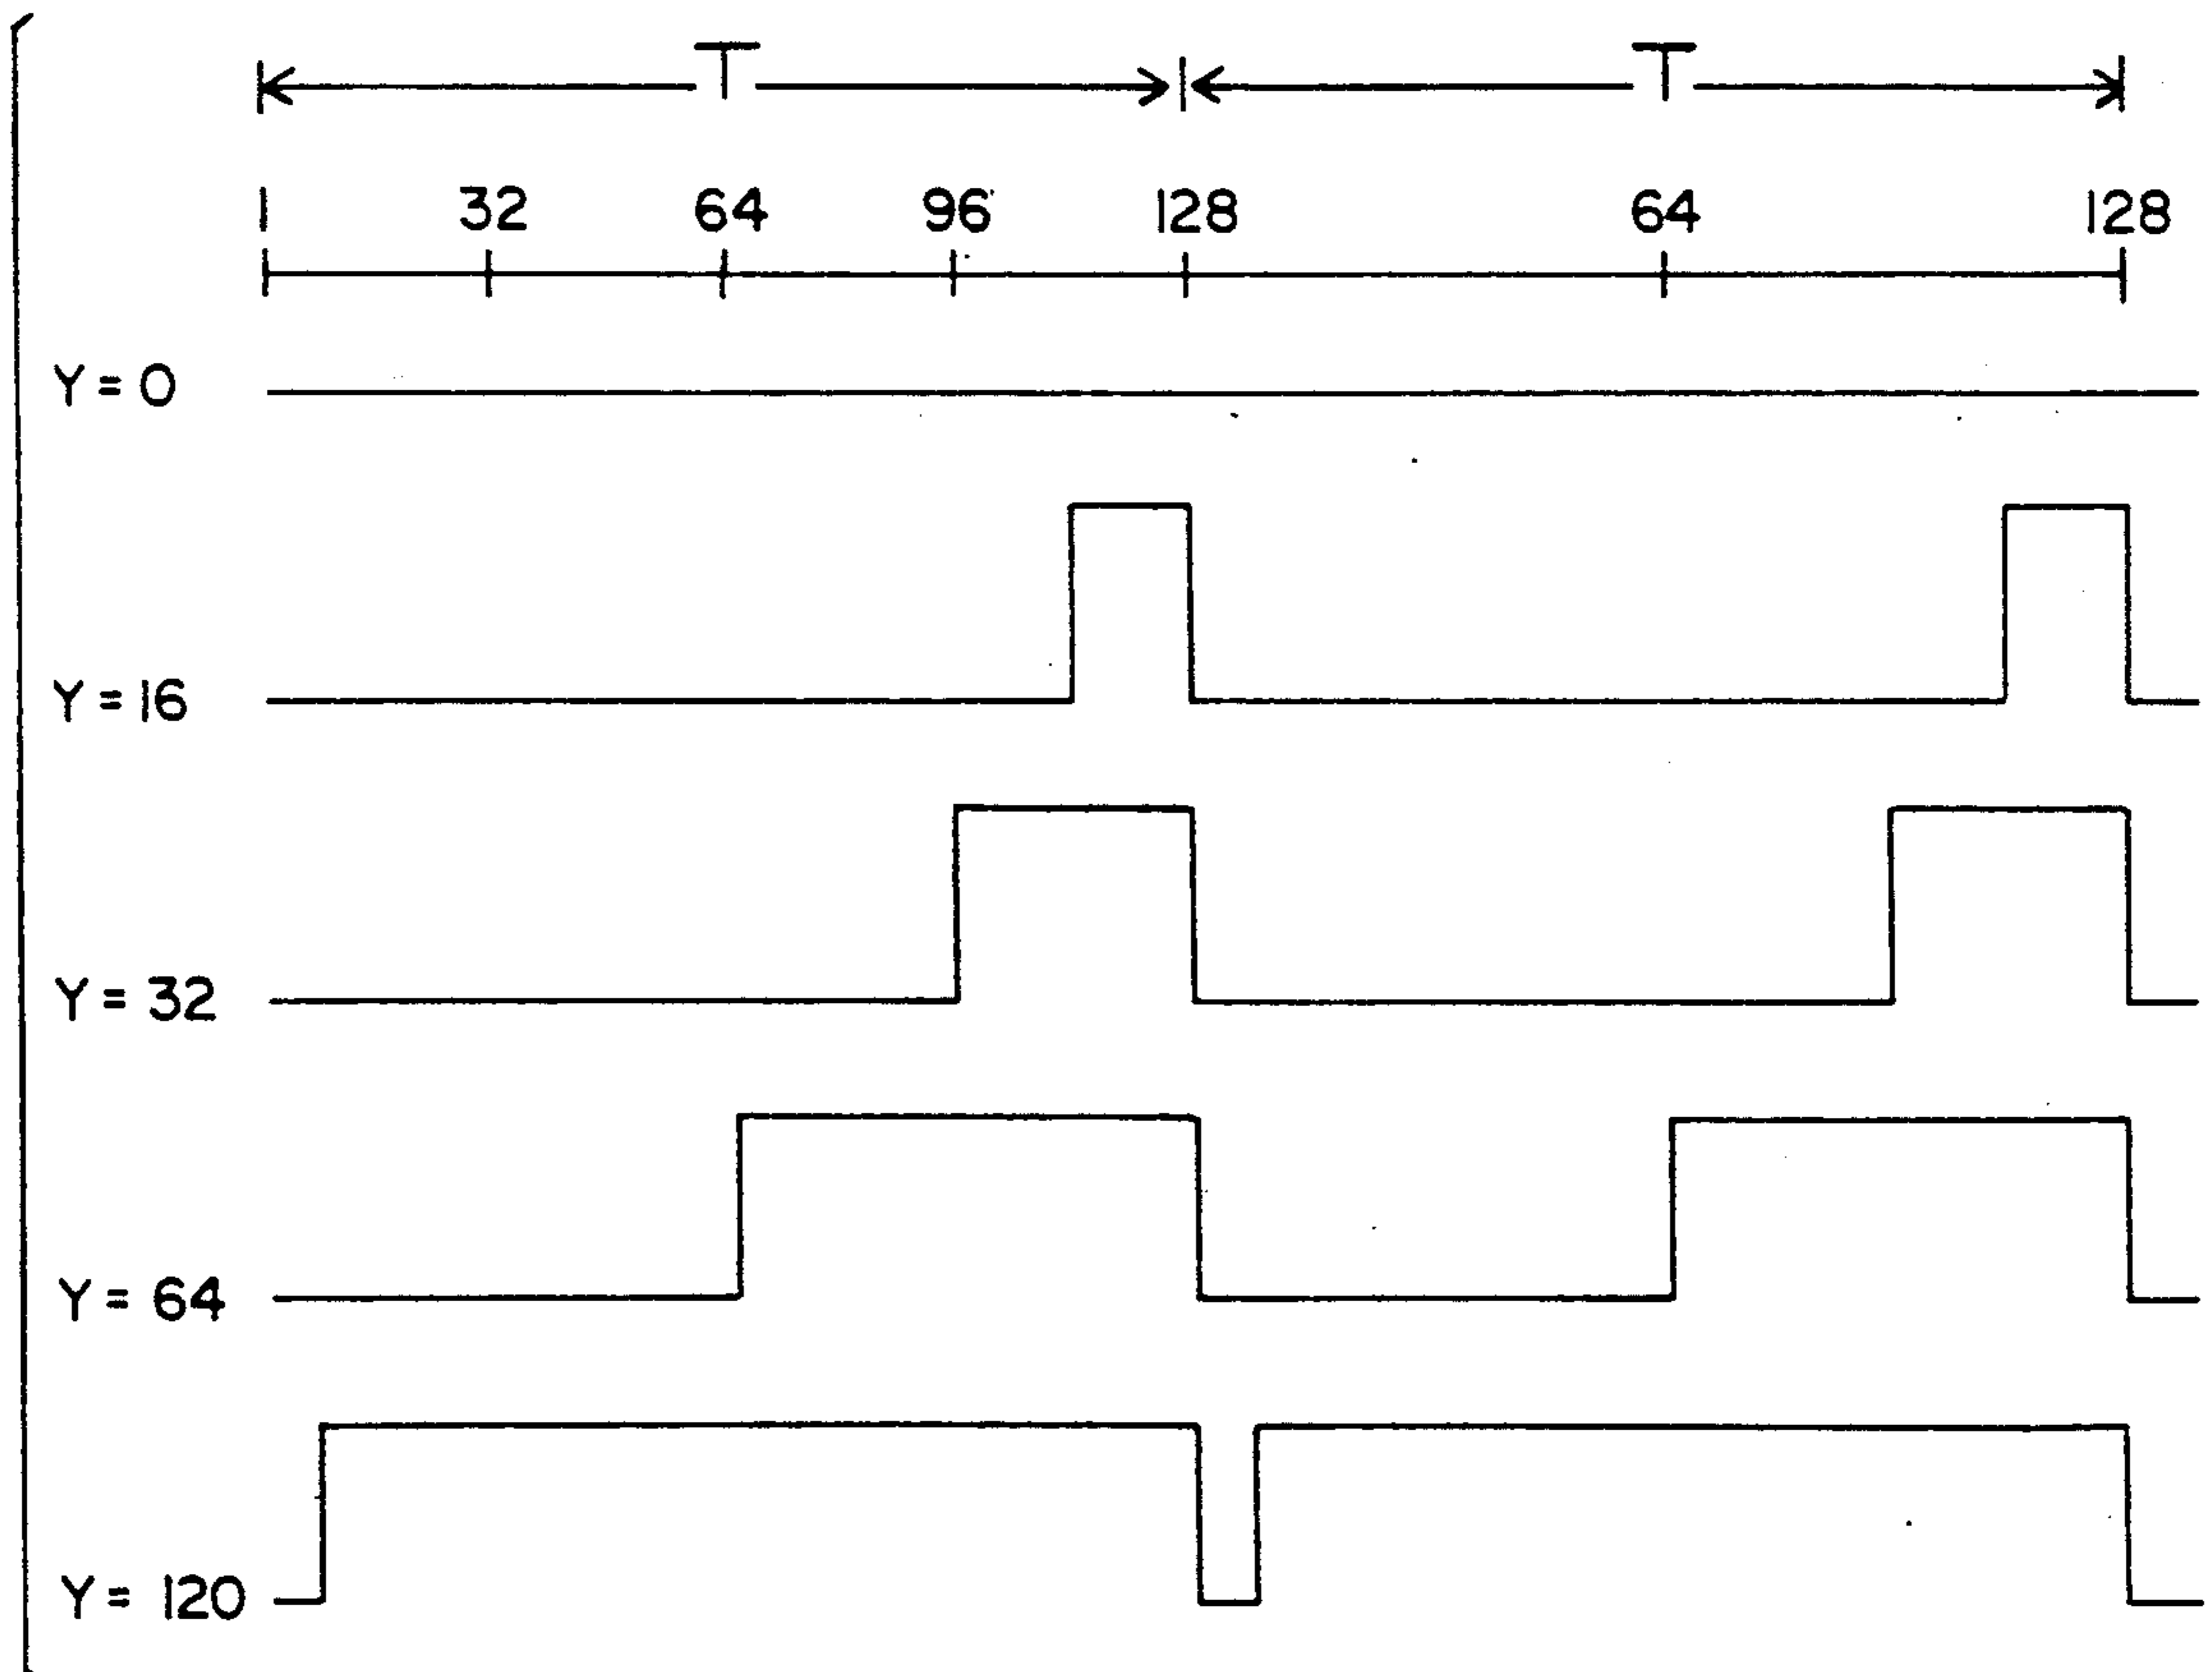 T T
1 32 64 96 128 64 128
Y = 0
Y = 16
Y = 32
Y = 64
Y = 120